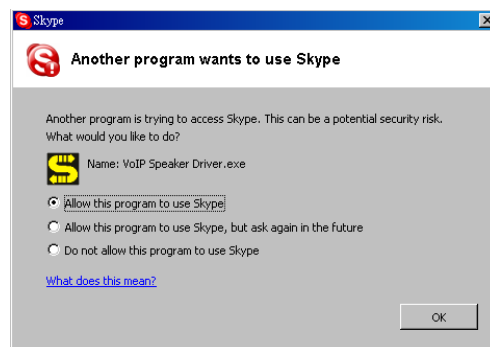 Skype
Another program wants to use Skype
Another program is trying to access Skype. This can be a potential security risk.
What would you like to do?
Name: VoIP Speaker Driver.exe
Allow this program to use Skype
Allow this program to use Skype, but ask again in the future
Do not allow this program to use Skype
What does this mean?
OK